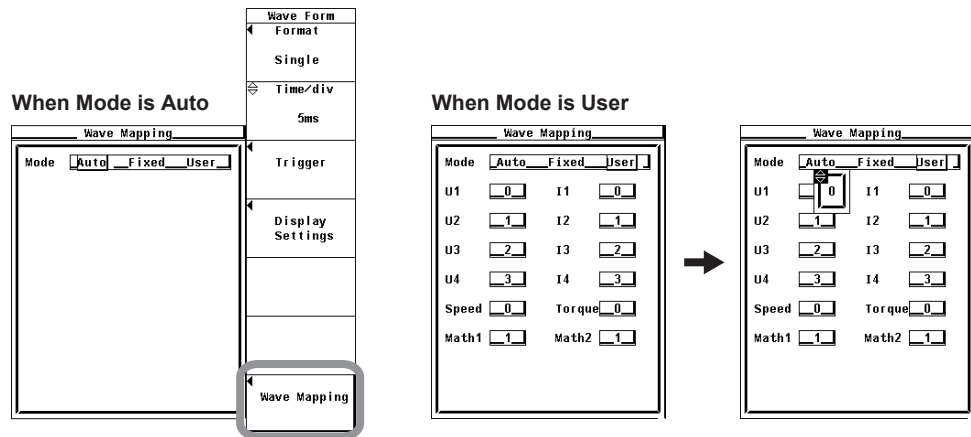 Wave Form
Format
Single
Time/div
5ms
Trigger
Display
Settings
Wave Mapping
When Mode is Auto
Wave Mapping
Mode Auto Fixed User
When Mode is User
Wave Mapping
Mode Auto Fixed User
U1 0 I1 0
U2 1 I2 1
U3 2 I3 2
U4 3 I4 3
Speed 0 Torque 0
Math1 1 Math2 1
Wave Mapping
Mode Auto Fixed User
U1 0 I1 0
U2 1 I2 1
U3 2 I3 2
U4 3 I4 3
Speed 0 Torque 0
Math1 1 Math2 1